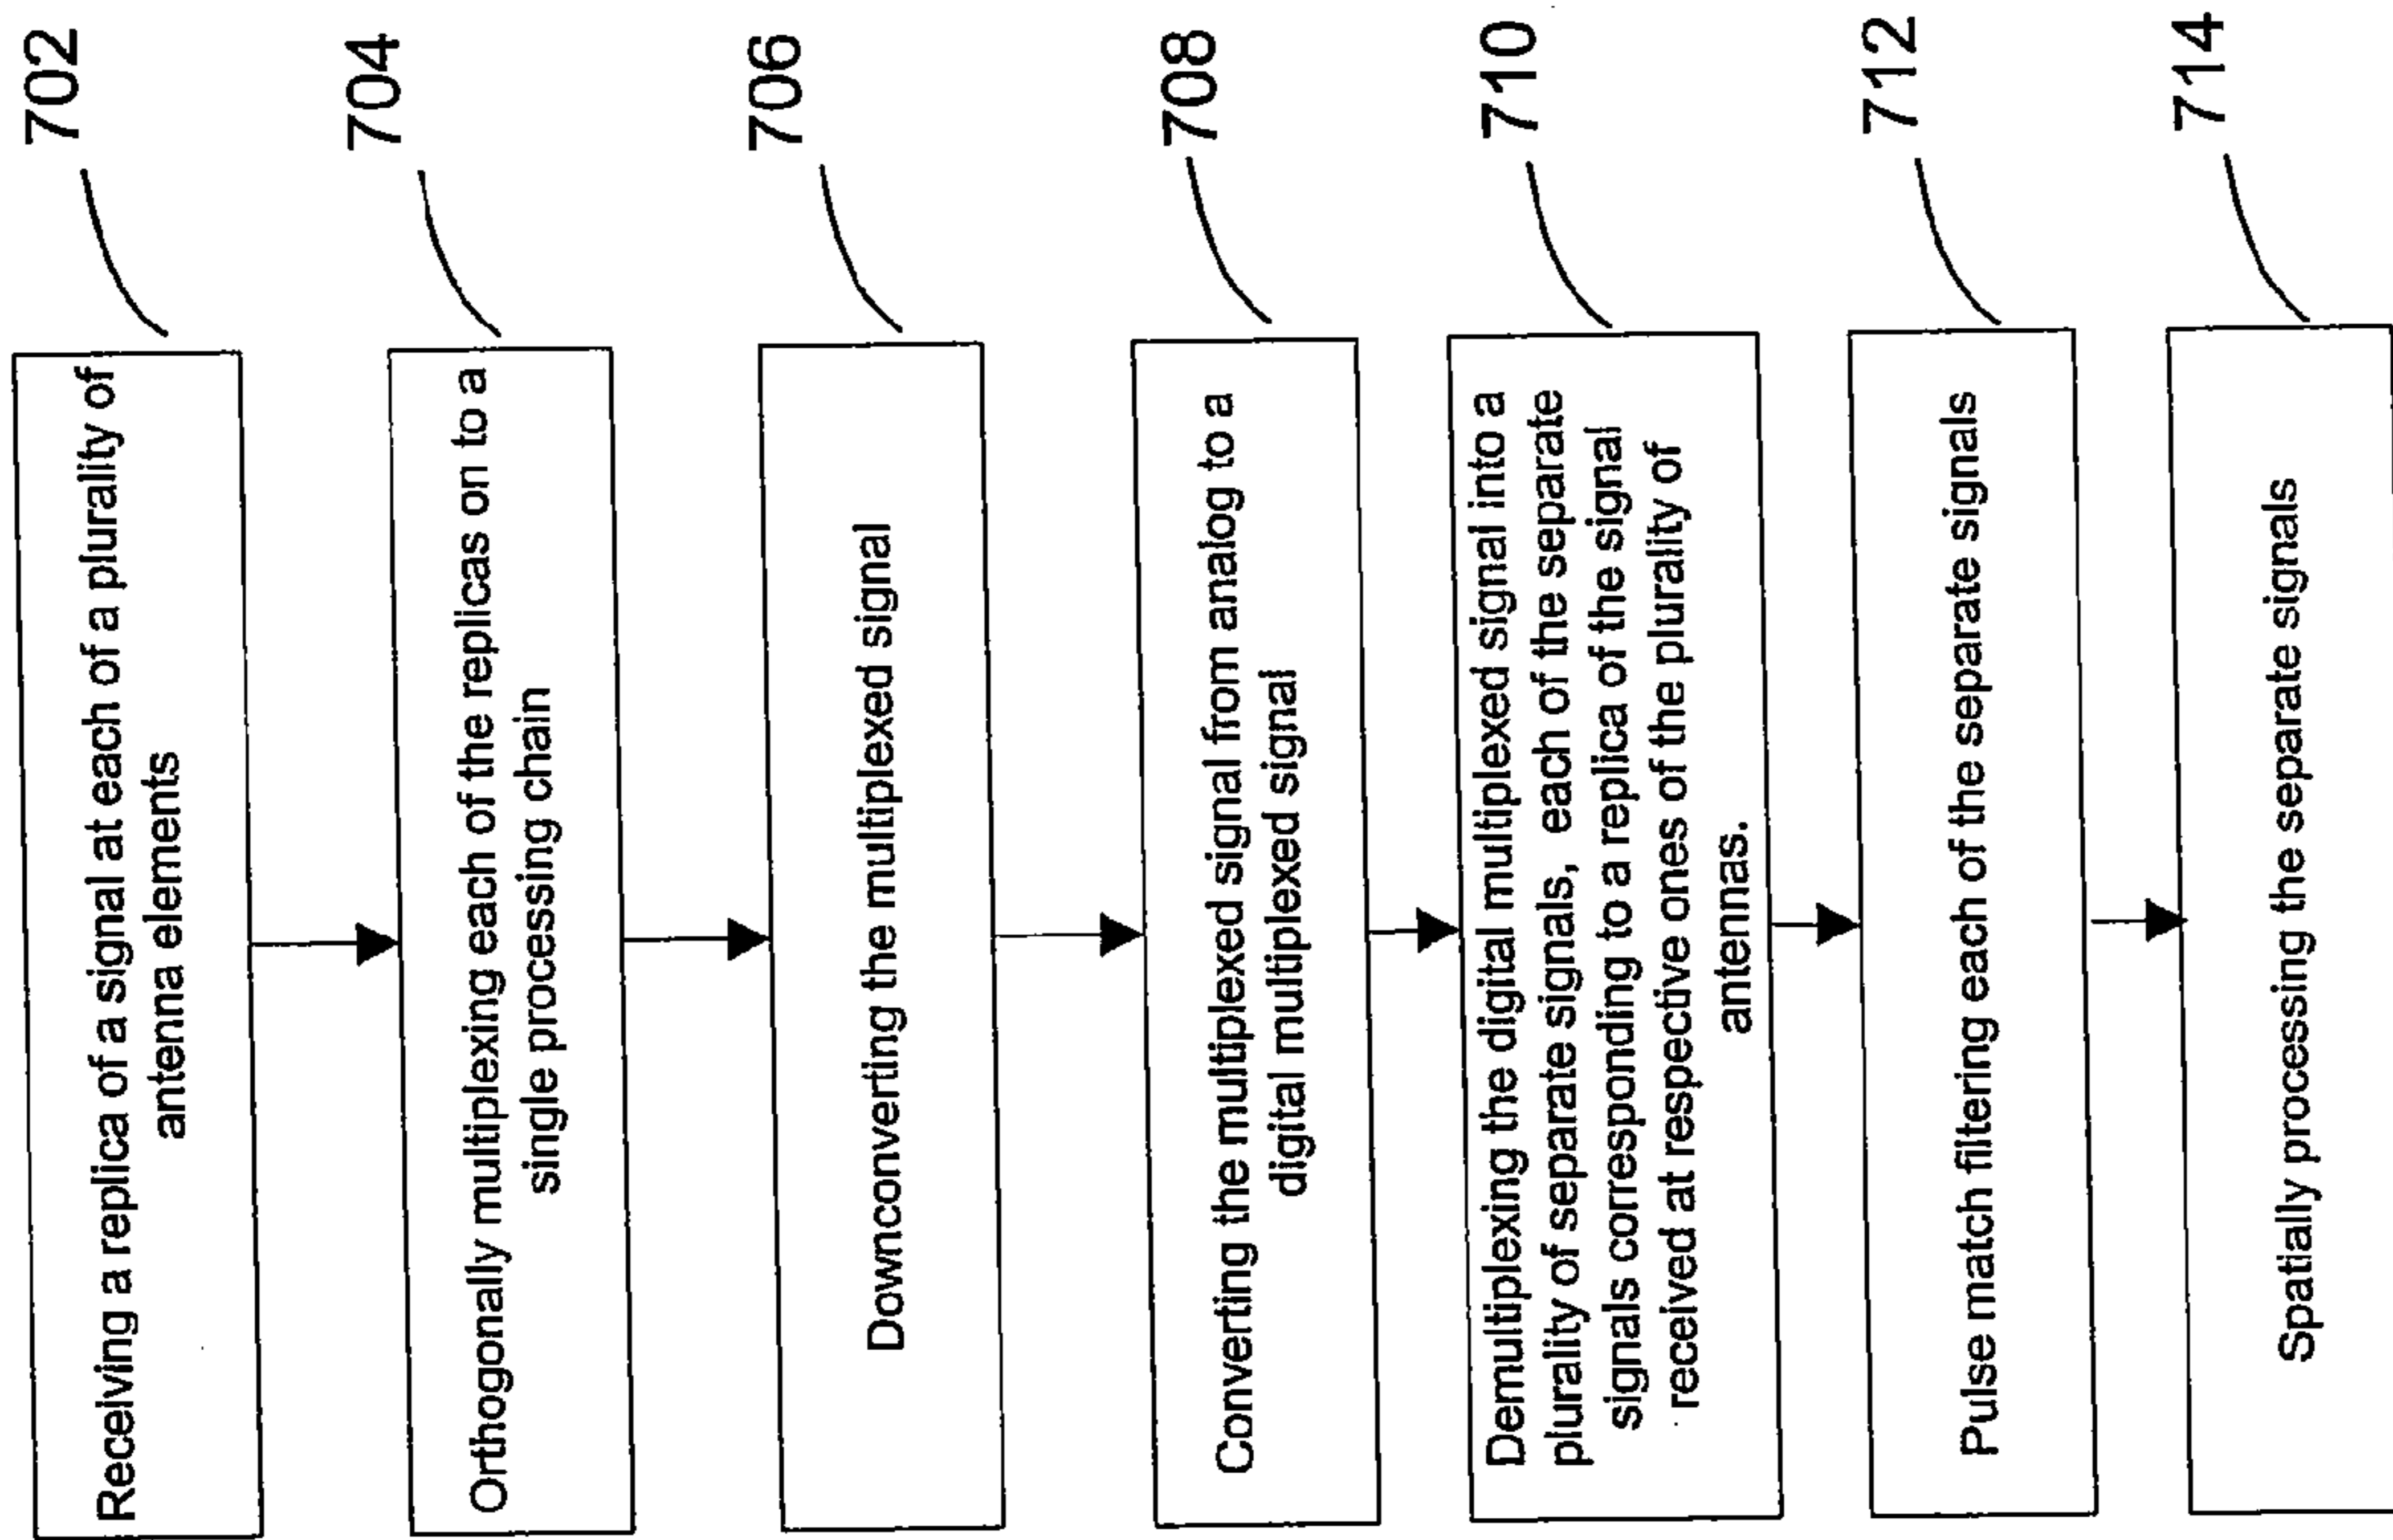 702
Receiving a replica of a signal at each of a plurality of
antenna elements
704
Orthogonally multiplexing each of the replicas on to a
single processing chain
706
Downconverting the multiplexed signal
708
Converting the multiplexed signal from analog to a
digital multiplexed signal
710
Demultiplexing the digital multiplexed signal into a
plurality of separate signals, each of the separate
signals corresponding to a replica of the signal
received at respective ones of the plurality of
antennas.
712
Pulse match filtering each of the separate signals
714
Spatially processing the separate signals